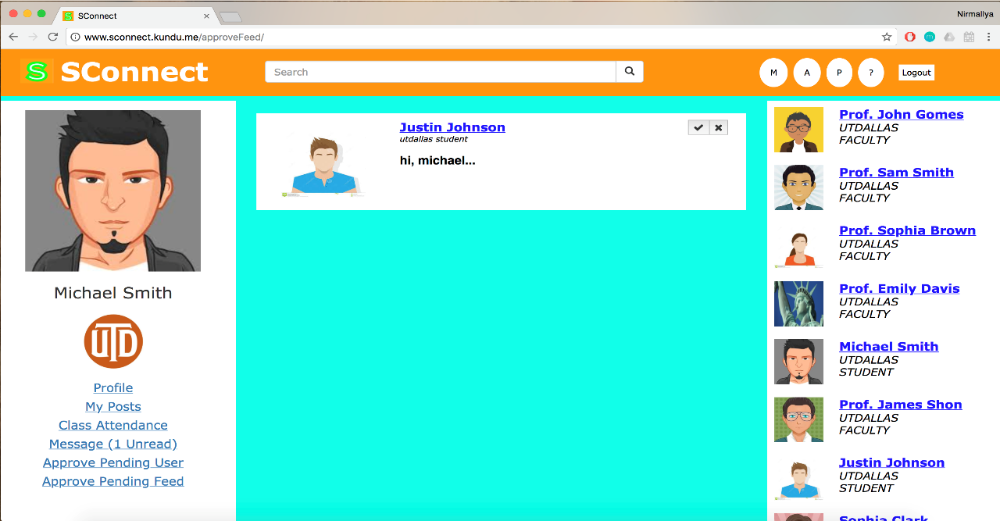 SConnect
Nirmallya
www.sconnect.kundu.me/approveFeed/
S SConnect
Search
M A P ? Logout
Michael Smith
UTD
Profile
My Posts
Class Attendance
Message (1 Unread)
Approve Pending User
Approve Pending Feed
Justin Johnson
utdallas student
hi, michael...
Prof. John Gomes
UTDALLAS
FACULTY
Prof. Sam Smith
UTDALLAS
FACULTY
Prof. Sophia Brown
UTDALLAS
FACULTY
Prof. Emily Davis
UTDALLAS
FACULTY
Michael Smith
UTDALLAS
STUDENT
Prof. James Shon
UTDALLAS
FACULTY
Justin Johnson
UTDALLAS
STUDENT
Sophia Clark